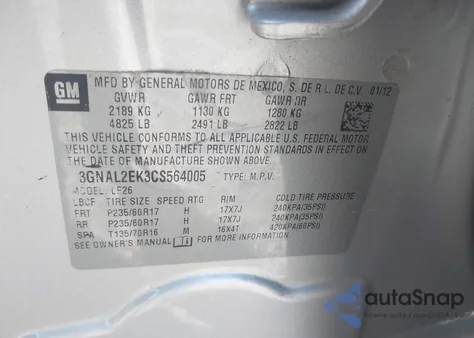 GM
MFD BY GENERAL MOTORS DE MEXICO, S. DE R.L. DE C.V. 01/12
GVWR GAWR FRT GAWR RR
2189 KG 1130 KG 1280 KG
4825 LB 2491 LB 2822 LB
THIS VEHICLE CONFORMS TO ALL APPLICABLE U.S. FEDERAL MOTOR
VEHICLE SAFETY AND THEFT PREVENTION STANDARDS IN EFFECT
ON THE DATE OF MANUFACTURE SHOWN ABOVE.
3GNAL2EK3CS564005 TYPE: M.P.V.
MODEL: LF26
TIRE SIZE SPEED RTG RIM COLD TIRE PRESSURE
FRT P235/60R17 H 17X7J 240KPA(35PSI)
RR P235/60R17 H 17X7J 240KPA(35PSI)
SPA T135/70R16 M 16X4T 420KPA(60PSI)
SEE OWNER'S MANUAL FOR MORE INFORMATION.
autoSnap
www.autosnap.cloud